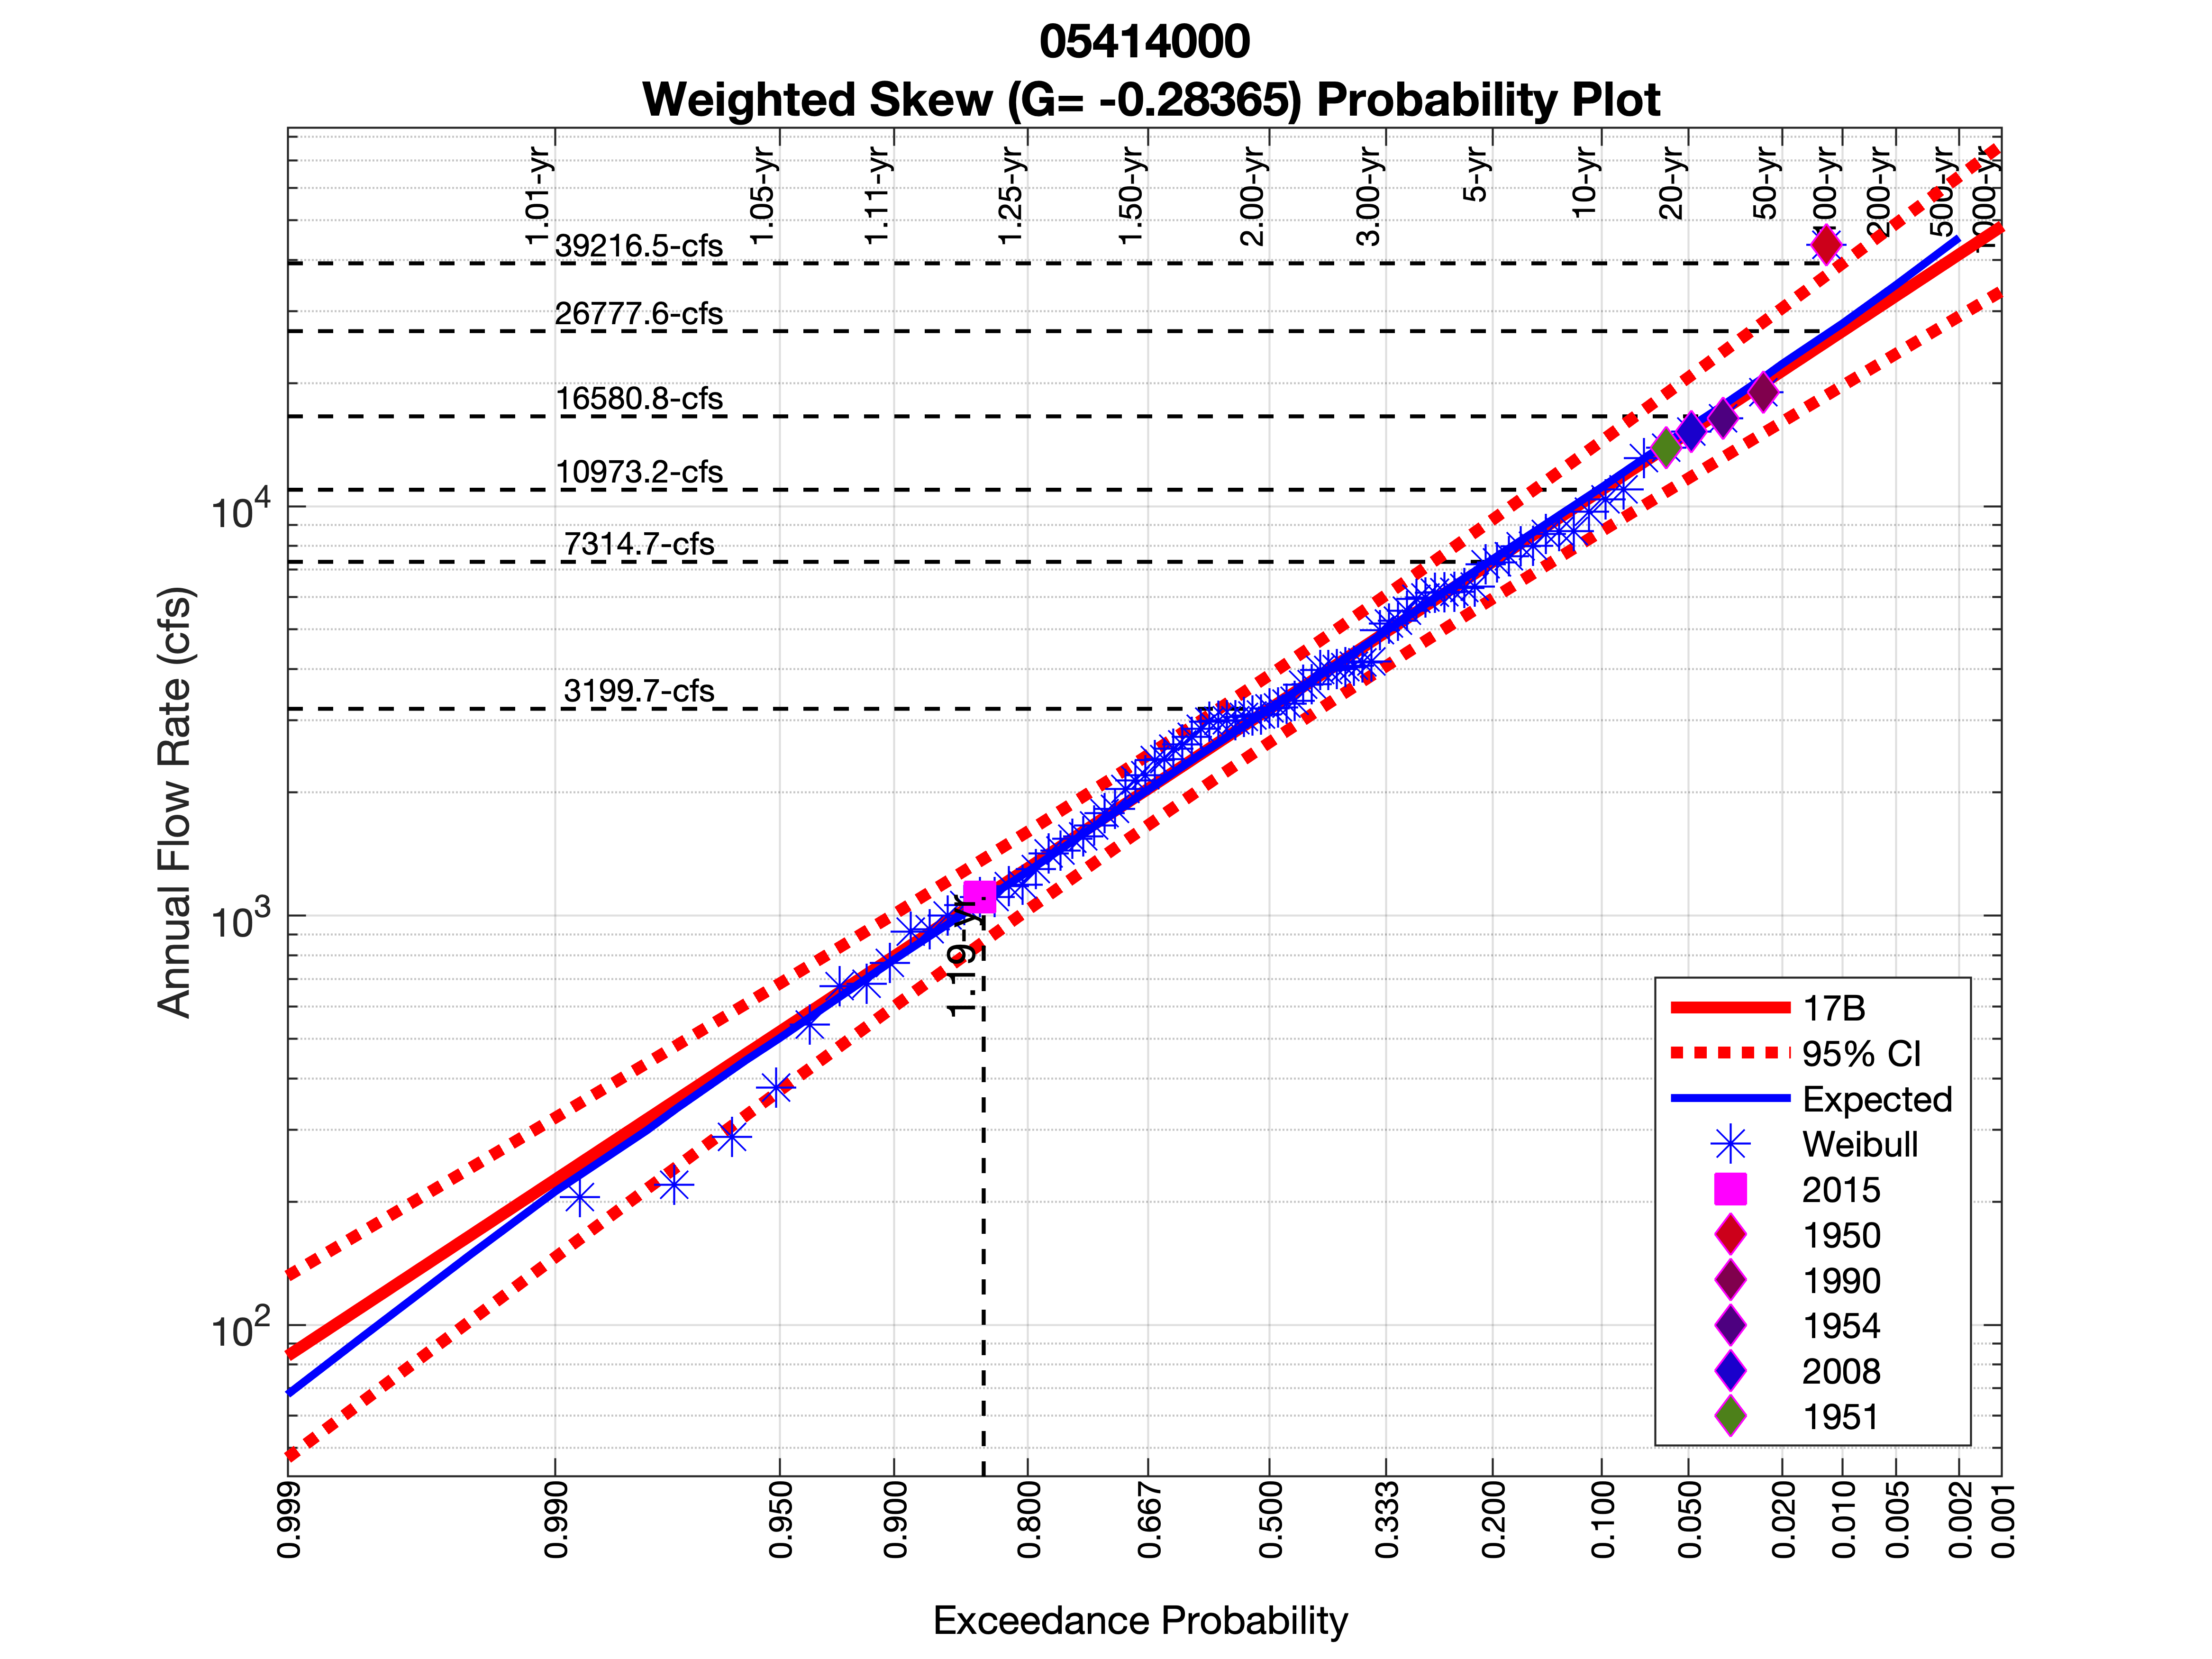 05414000
Weighted Skew (G= -0.28365) Probability Plot
1.01-yr
1.05-yr
1.11-yr
1.25-yr
1.50-yr
2.00-yr
3.00-yr
5-yr
10-yr
20-yr
50-yr
100-yr
200-yr
500-yr
39216.5-cfs
26777.6-cfs
16580.8-cfs
10973.2-cfs
7314.7-cfs
3199.7-cfs
1.19-yr
10^4
10^3
10^2
Annual Flow Rate (cfs)
17B
95% CI
Expected
Weibull
2015
1950
1990
1954
2008
1951
0.999
0.990
0.950
0.900
0.800
0.667
0.500
0.333
0.200
0.100
0.050
0.020
0.010
0.005
0.002
0.001
Exceedance Probability